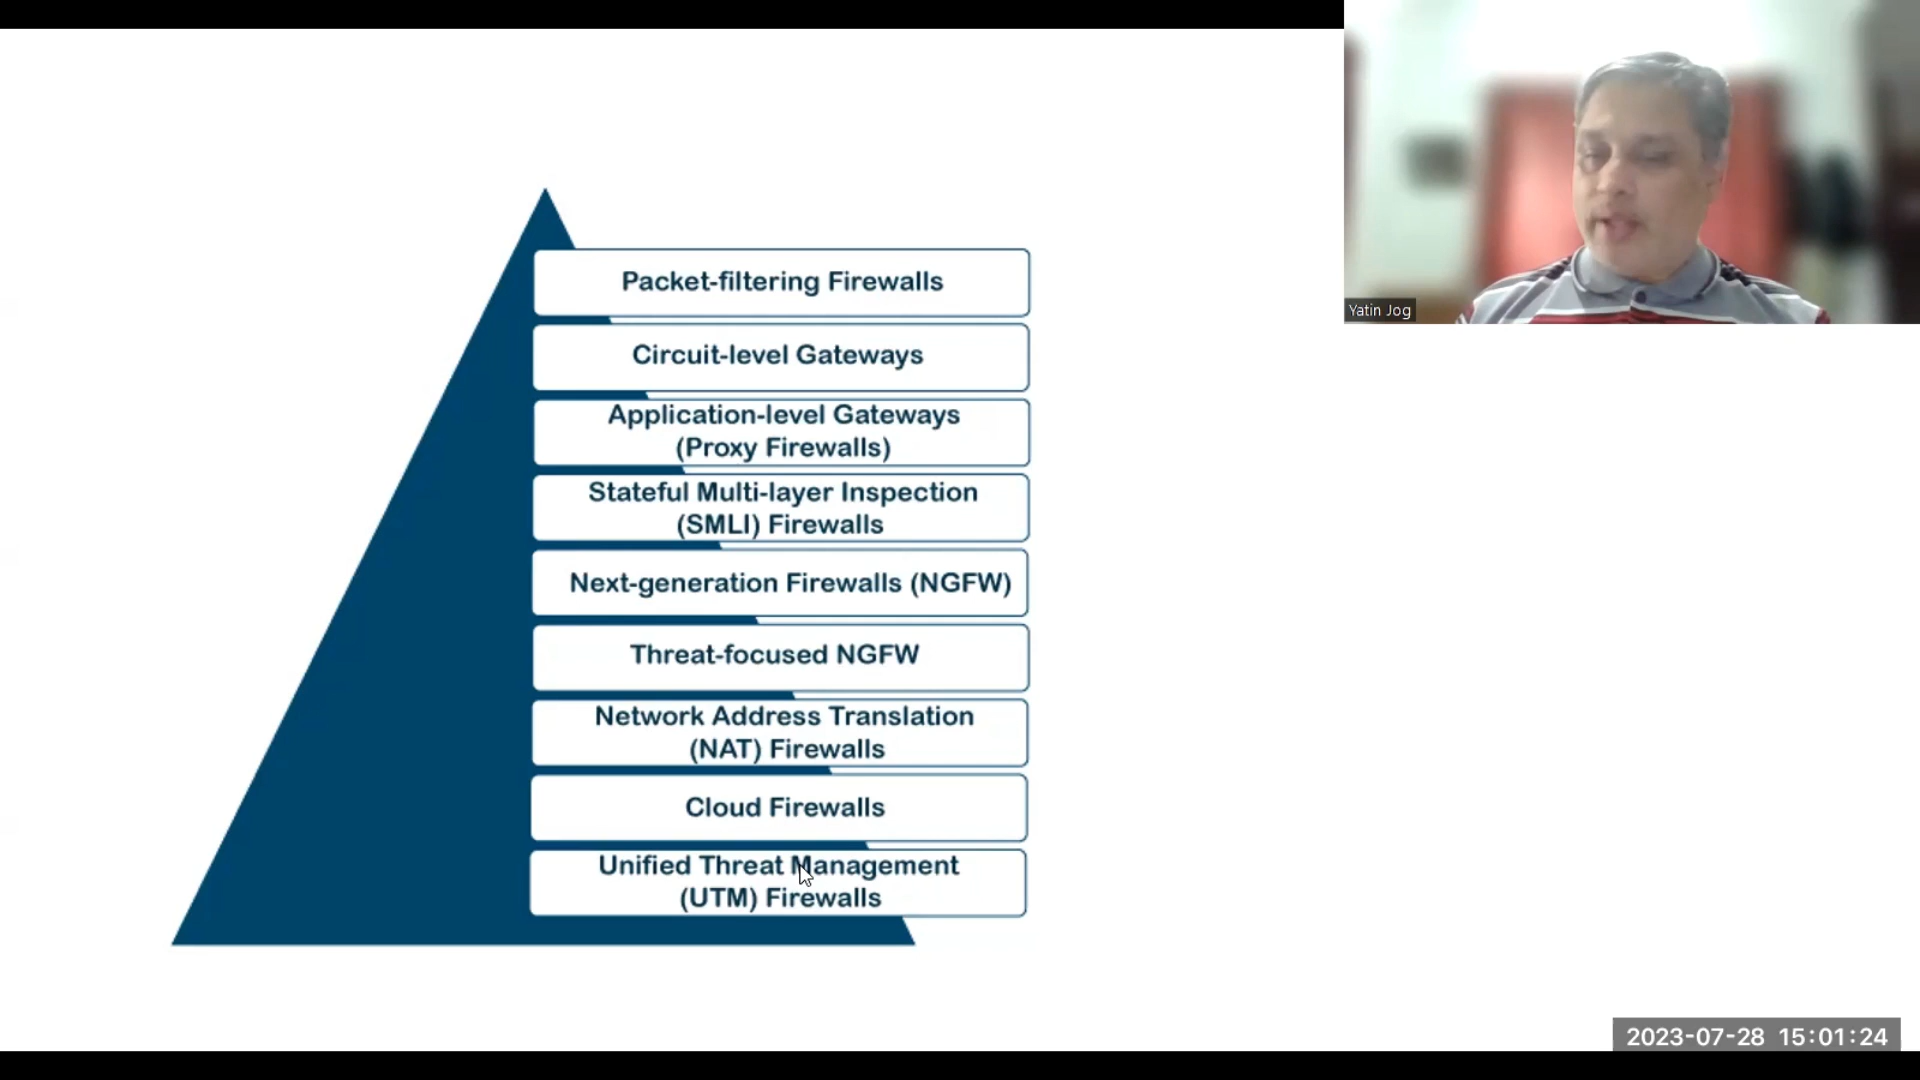 Packet-filtering Firewalls
Circuit-level Gateways
Application-level Gateways
(Proxy Firewalls)
Stateful Multi-layer Inspection
(SMLI) Firewalls
Next-generation Firewalls (NGFW)
Threat-focused NGFW
Network Address Translation
(NAT) Firewalls
Cloud Firewalls
Unified Threat Management
(UTM) Firewalls
Yatin Jog
2023-07-28 15:01:24